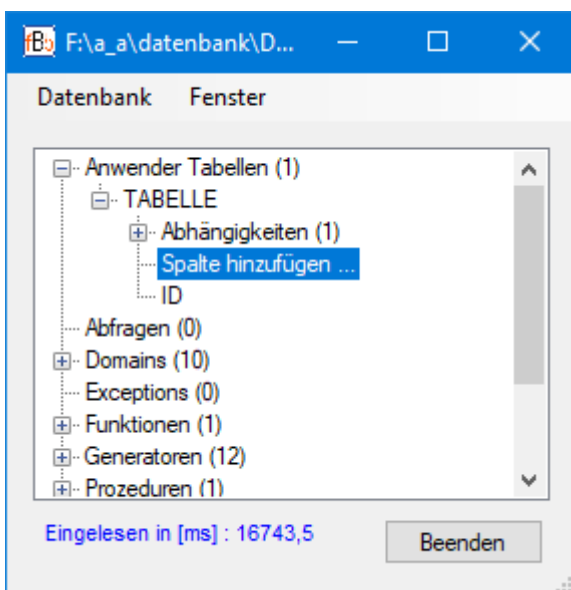 F:\a_a\datenbank\D...
Datenbank Fenster
Anwender Tabellen (1)
TABELLE
Abhängigkeiten (1)
Spalte hinzufügen ...
ID
Abfragen (0)
Domains (10)
Exceptions (0)
Funktionen (1)
Generatoren (12)
Prozeduren (1)
Eingelesen in [ms] : 16743,5
Beenden